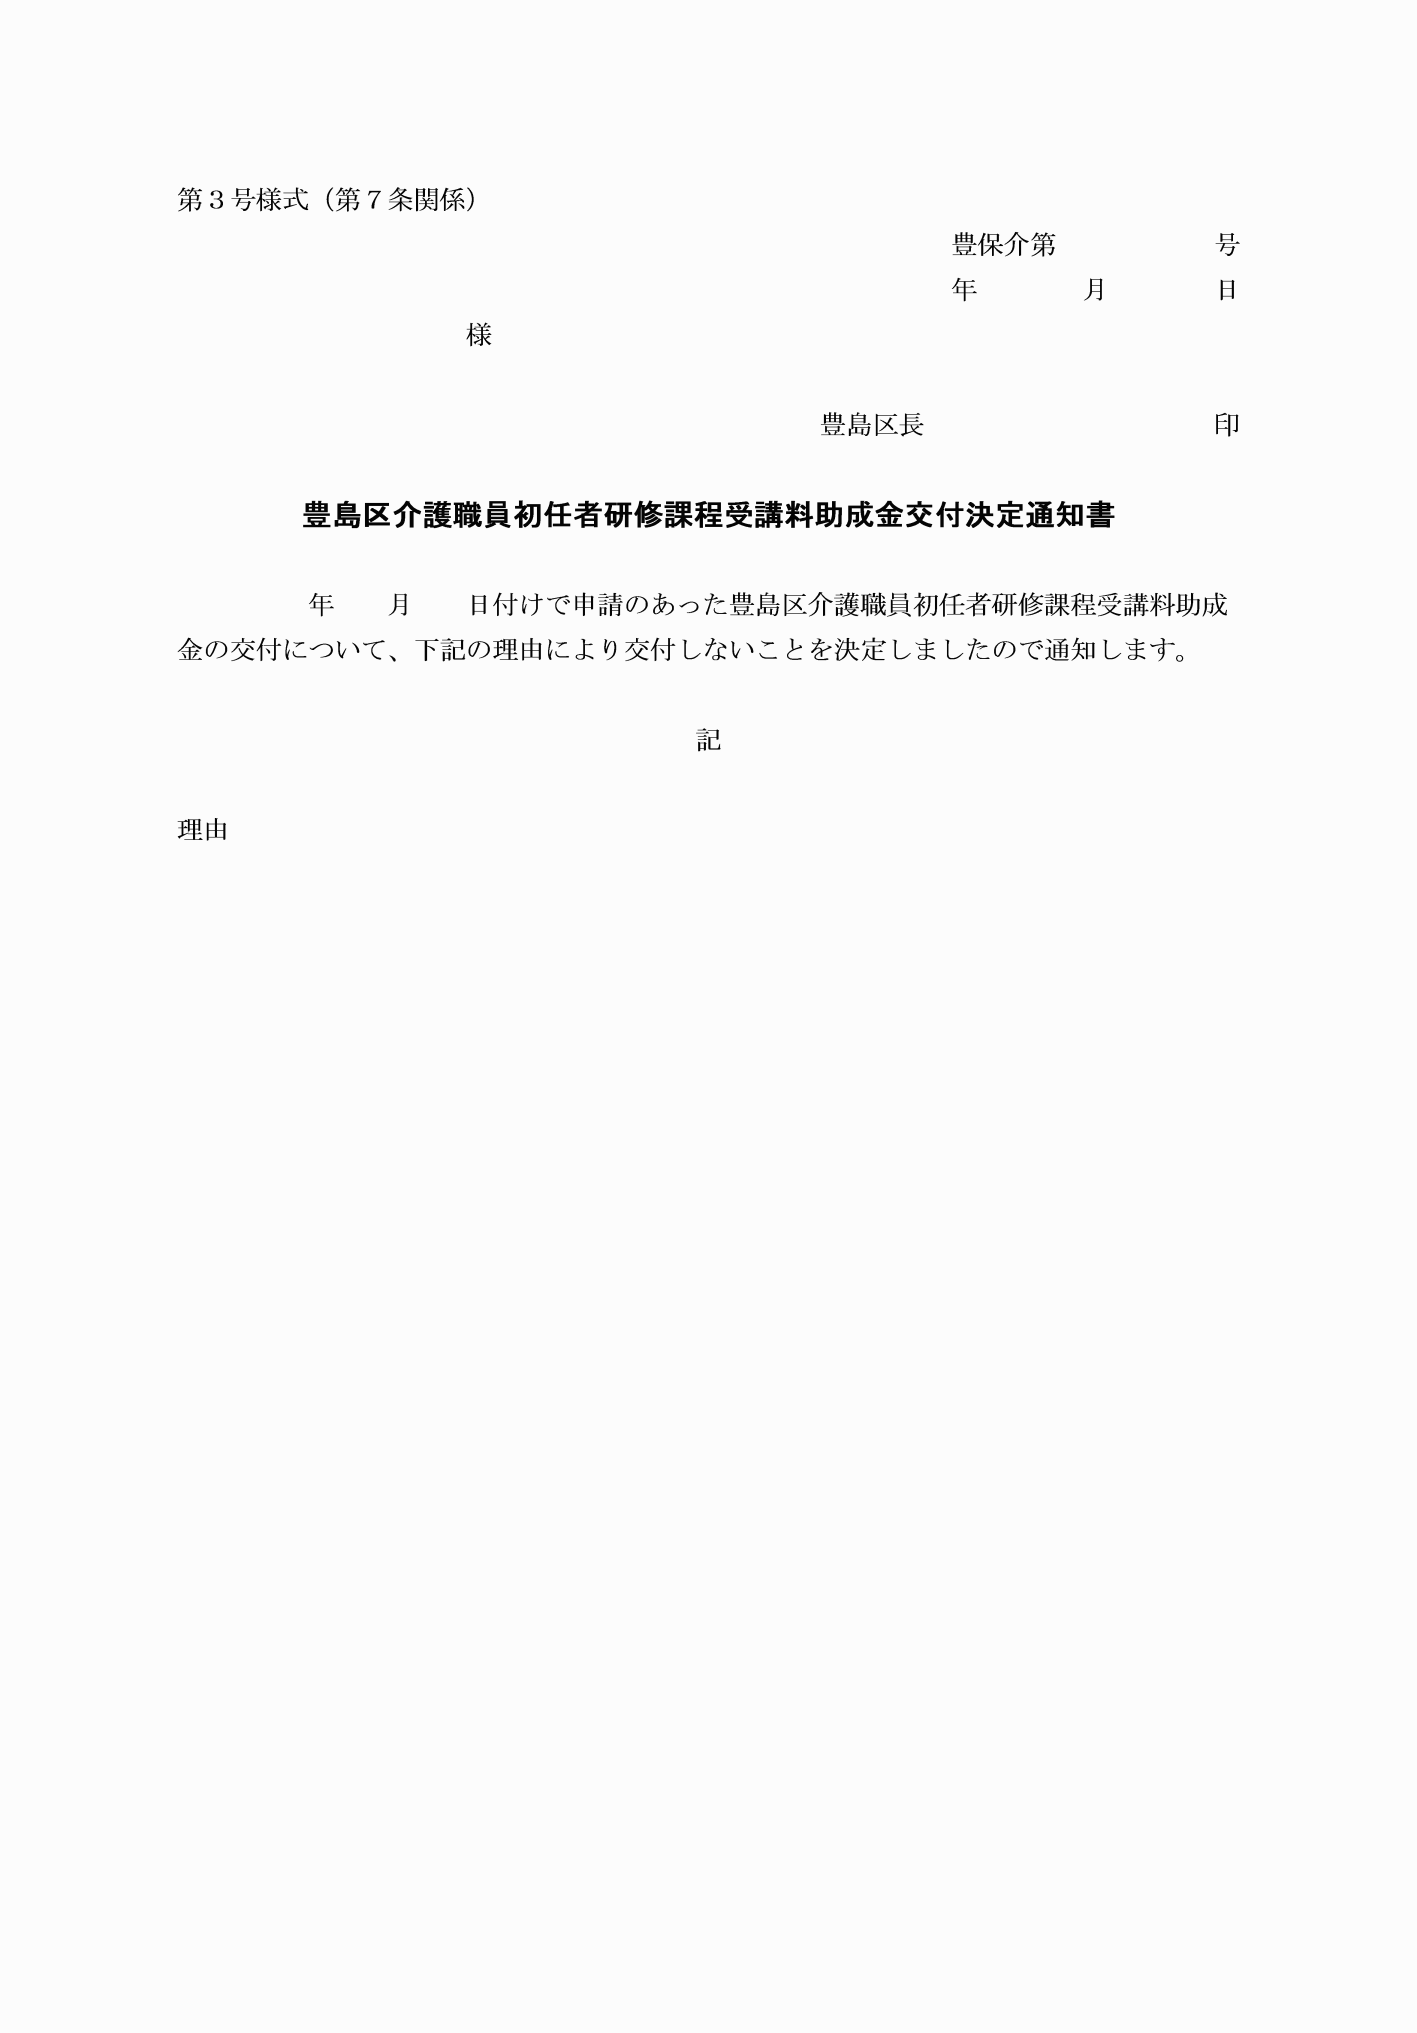 第３号様式（第７条関係）
豊保介第　　　　　　号
年　　　　月　　　　日
様
豊島区長　　　　　　　　　　　印
豊島区介護職員初任者研修課程受講料助成金交付決定通知書
年　　月　　日付けで申請のあった豊島区介護職員初任者研修課程受講料助成
金の交付について、下記の理由により交付しないことを決定しましたので通知します。
記
理由